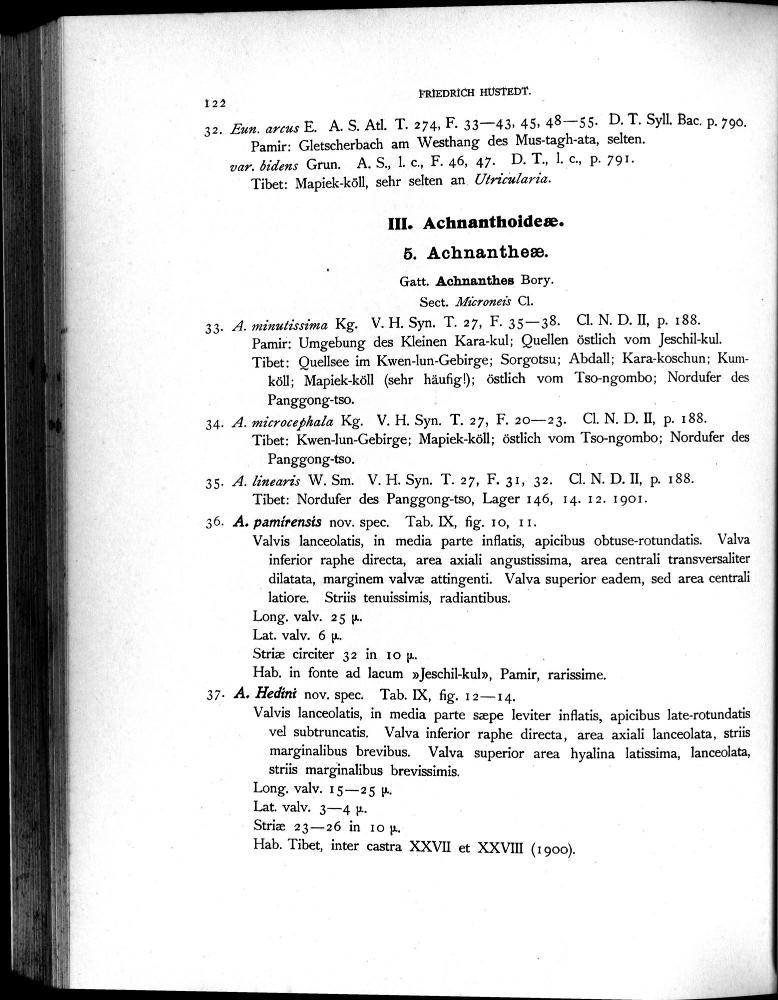 122
FRIEDRICH HUSTEDT.
32. Eun. arcus E. A. S. Atl. T. 274, F. 33—43, 45, 48—55. D. T. Syll. Bac. p. 790.
Pamir: Gletscherbach am Westhang des Mus-tagh-ata, selten.
var. bidens Grun. A. S., l. c., F. 46, 47. D. T., l. c., p. 791.
Tibet: Mapiek-köll, sehr selten an Utricularia.
III. Achnanthoideæ.
5. Achnantheæ.
Gatt. Achnanthes Bory.
Sect. Microneis Cl.
33. A. minutissima Kg. V. H. Syn. T. 27, F. 35—38. Cl. N. D. II, p. 188.
Pamir: Umgebung des Kleinen Kara-kul; Quellen östlich vom Jeschil-kul.
Tibet: Quellsee im Kwen-lun-Gebirge; Sorgotsu; Abdall; Kara-koschun; Kum-
köll; Mapiek-köll (sehr häufig!); östlich vom Tso-ngombo; Nordufer des
Panggong-tso.
34. A. microcephala Kg. V. H. Syn. T. 27, F. 20—23. Cl. N. D. II, p. 188.
Tibet: Kwen-lun-Gebirge; Mapiek-köll; östlich vom Tso-ngombo; Nordufer des
Panggong-tso.
35. A. linearis W. Sm. V. H. Syn. T. 27, F. 31, 32. Cl. N. D. II, p. 188.
Tibet: Nordufer des Panggong-tso, Lager 146, 14. 12. 1901.
36. A. pamirensis nov. spec. Tab. IX, fig. 10, 11.
Valvis lanceolatis, in media parte inflatis, apicibus obtuse-rotundatis. Valva
inferior raphe directa, area axiali angustissima, area centrali transversaliter
dilatata, marginem valvæ attingenti. Valva superior eadem, sed area centrali
latiore. Striis tenuissimis, radiantibus.
Long. valv. 25 µ.
Lat. valv. 6 µ.
Striæ circiter 32 in 10 µ.
Hab. in fonte ad lacum »Jeschil-kul», Pamir, rarissime.
37. A. Hedini nov. spec. Tab. IX, fig. 12—14.
Valvis lanceolatis, in media parte sæpe leviter inflatis, apicibus late-rotundatis
vel subtruncatis. Valva inferior raphe directa, area axiali lanceolata, striis
marginalibus brevibus. Valva superior area hyalina latissima, lanceolata,
striis marginalibus brevissimis.
Long. valv. 15—25 µ.
Lat. valv. 3—4 µ.
Striæ 23—26 in 10 µ.
Hab. Tibet, inter castra XXVII et XXVIII (1900).